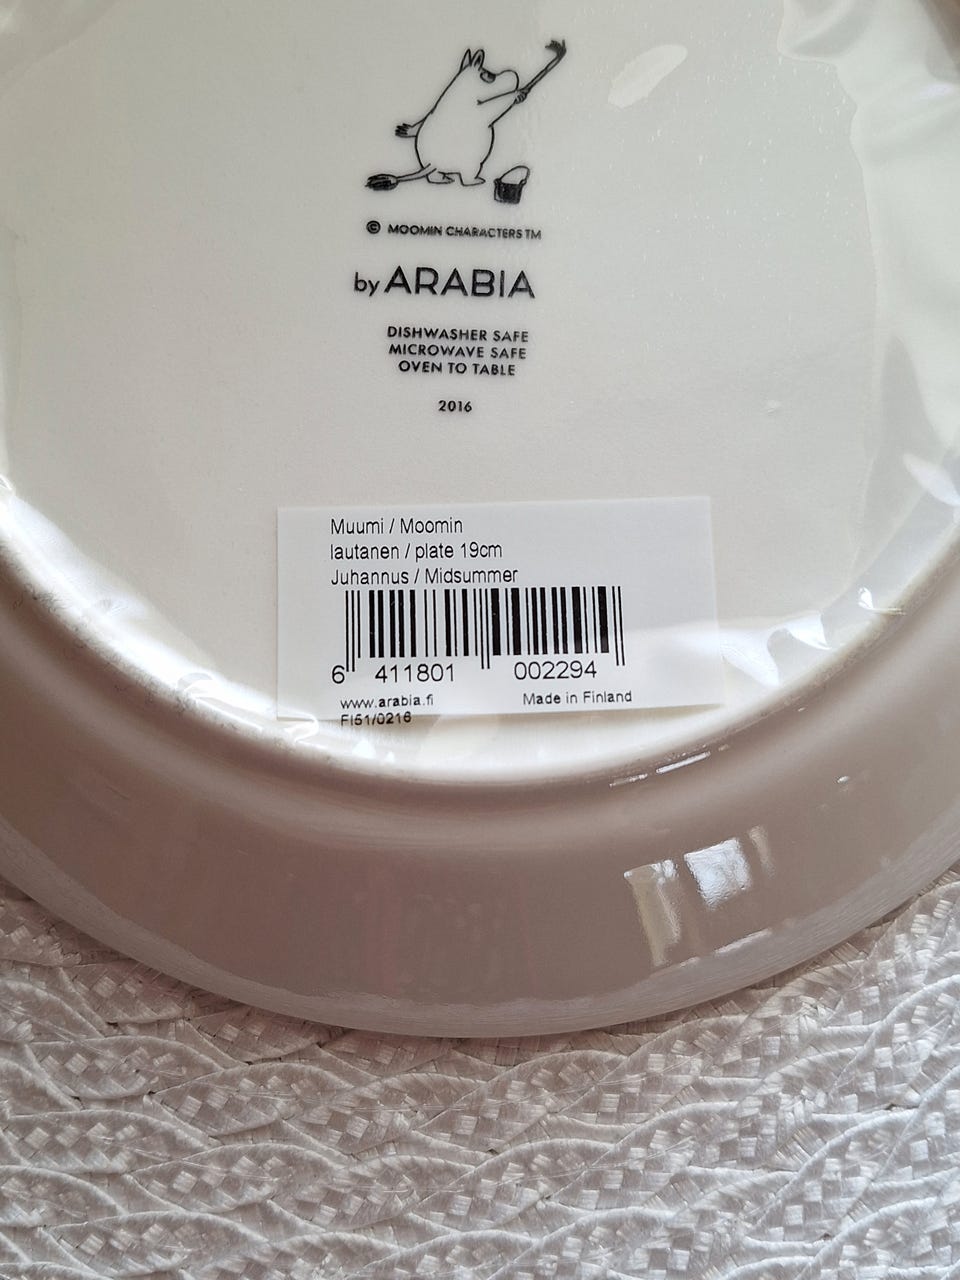 © MOOMIN CHARACTERS TM
by ARABIA
DISHWASHER SAFE
MICROWAVE SAFE
OVEN TO TABLE
2016
Muumi / Moomin
lautanen / plate 19cm
Juhannus / Midsummer
6 411801 002294
www.arabia.fi Made in Finland
FI51/0216